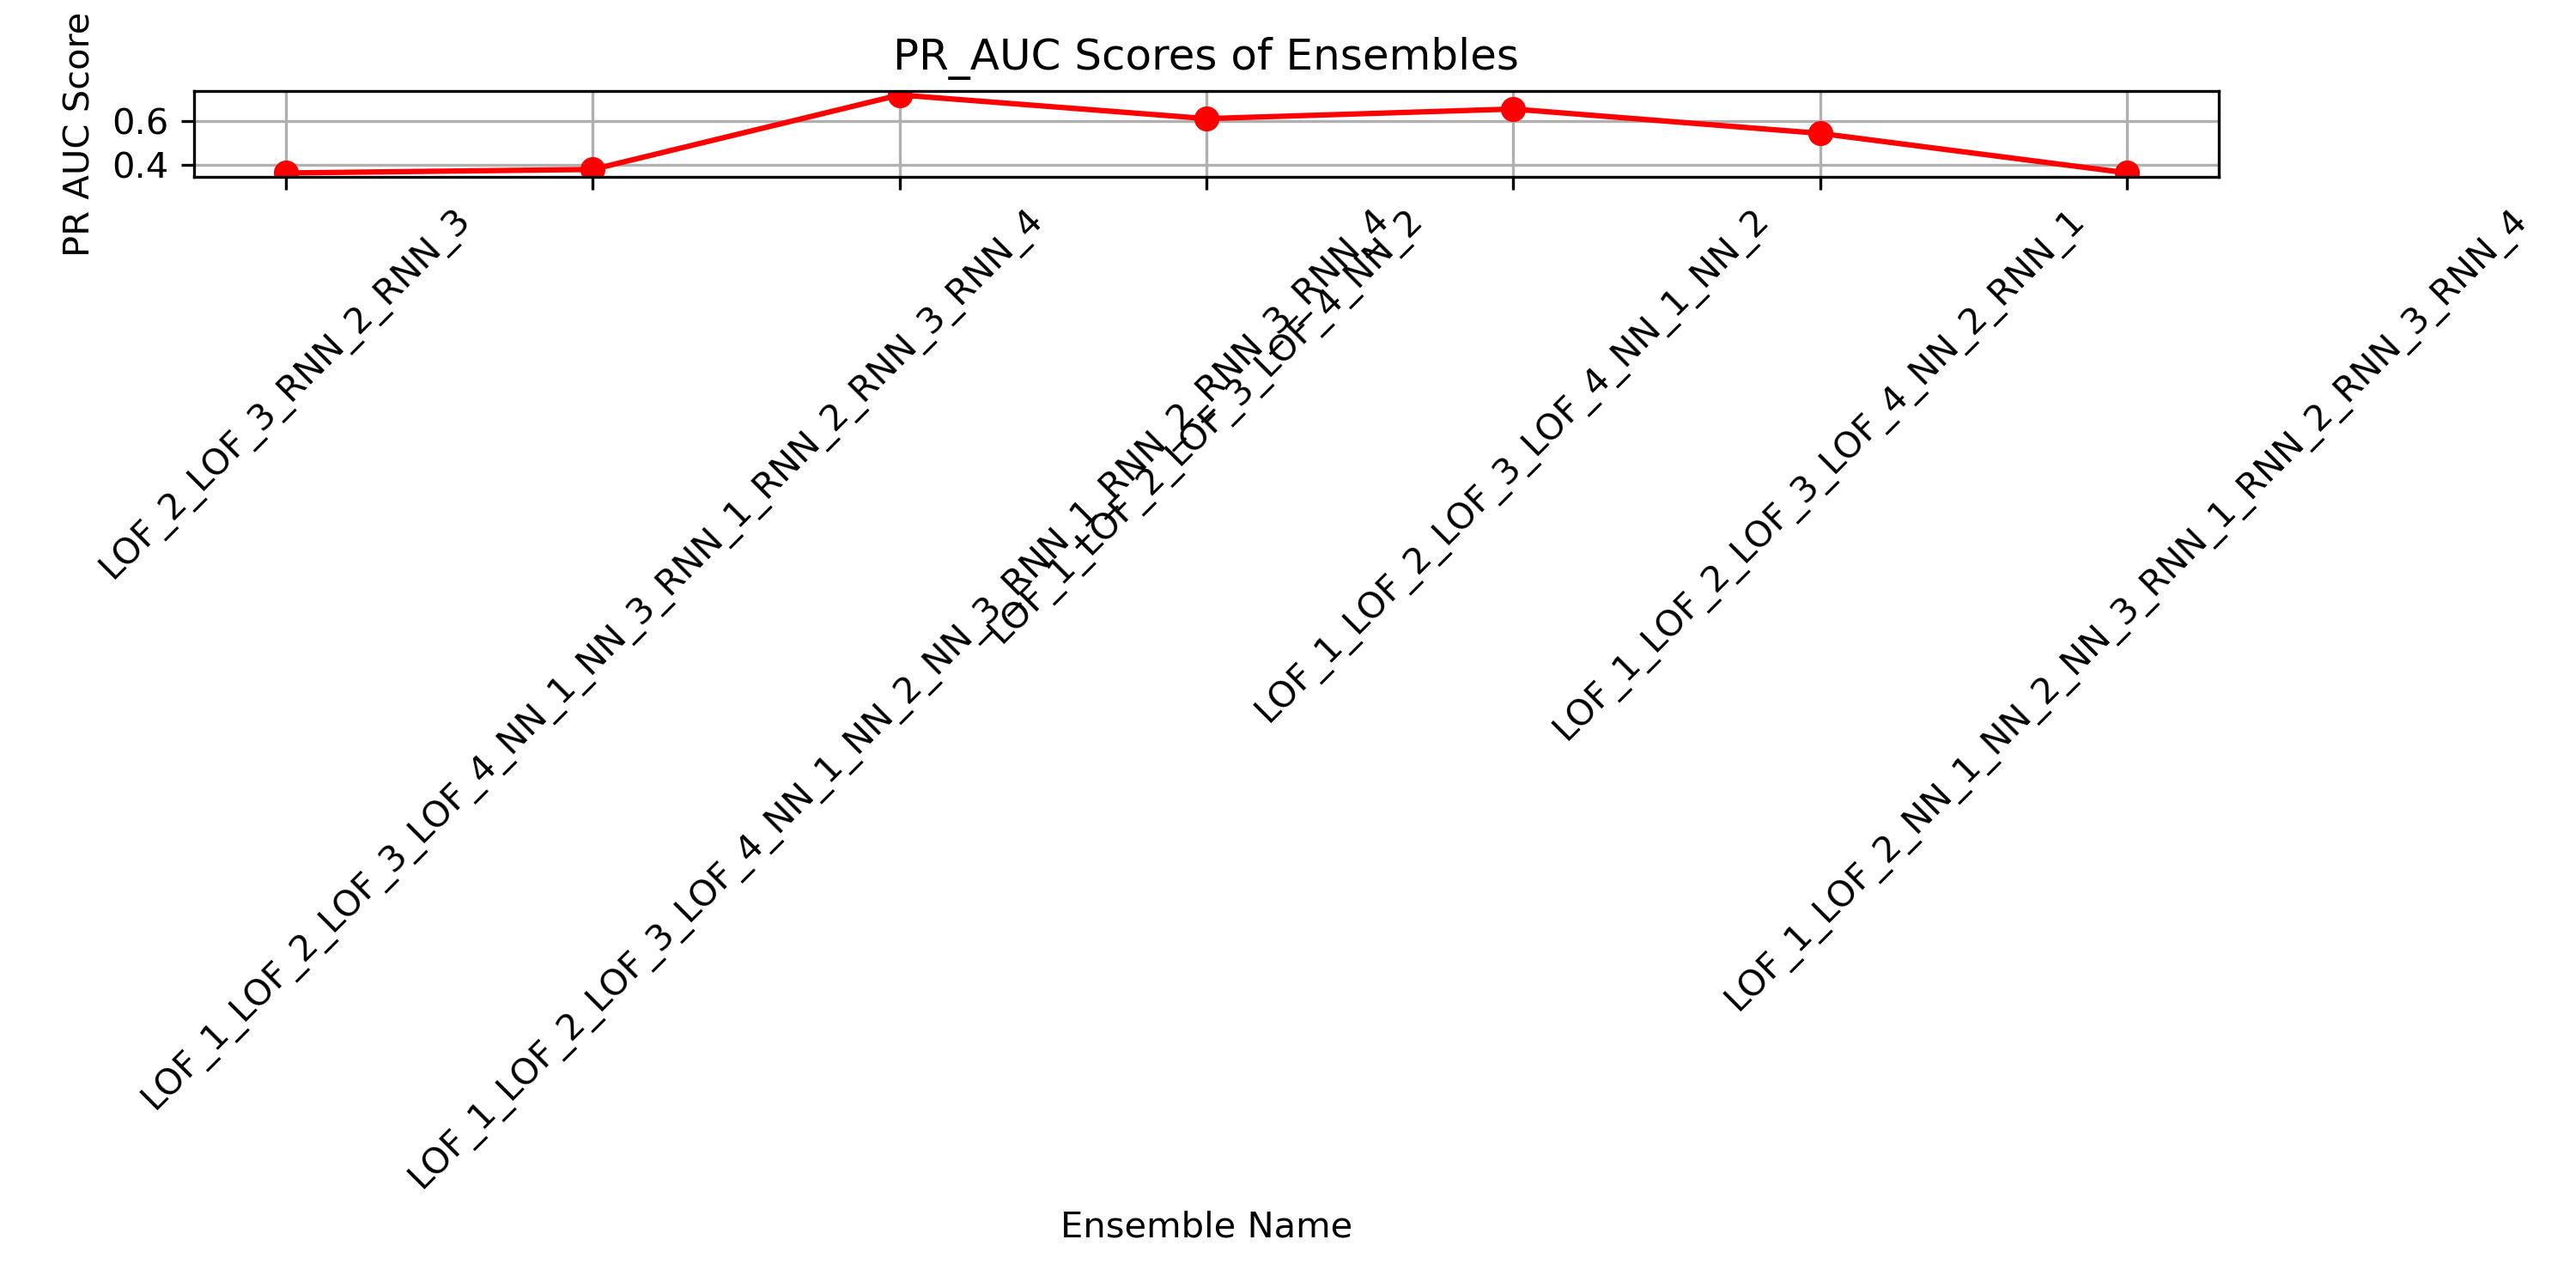 PR_AUC Scores of Ensembles
PR AUC Score
0.6
0.4
LOF_2_LOF_3_RNN_2_RNN_3
LOF_1_LOF_2_LOF_3_LOF_4_NN_1_NN_3_RNN_1_RNN_2_RNN_3_RNN_4
LOF_1_LOF_2_LOF_3_LOF_4_NN_1_NN_2_NN_3_RNN_1_RNN_2_RNN_3_RNN_4
LOF_1_LOF_2_LOF_3_LOF_4_NN_2
LOF_1_LOF_2_LOF_3_LOF_4_NN_1_NN_2
LOF_1_LOF_2_LOF_3_LOF_4_NN_2_RNN_1
LOF_1_LOF_2_NN_1_NN_2_NN_3_RNN_1_RNN_2_RNN_3_RNN_4
Ensemble Name